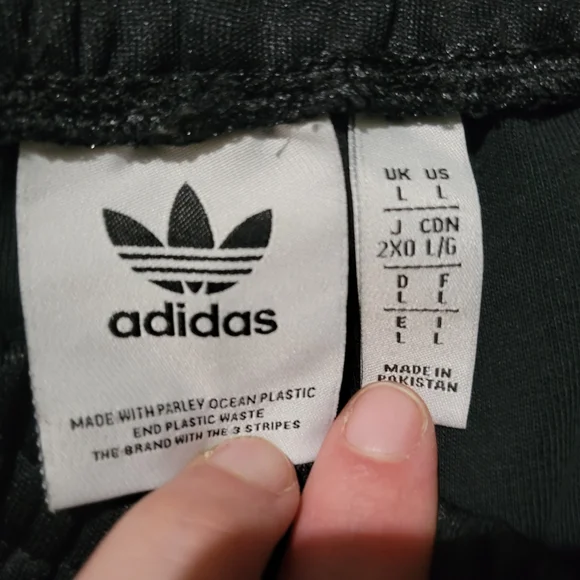 adidas
MADE WITH PARLEY OCEAN PLASTIC
END PLASTIC WASTE
THE BRAND WITH THE 3 STRIPES
UK US
L L
J CDN
2XO L/G
D F
L L
E I
L L
MADE IN
PAKISTAN